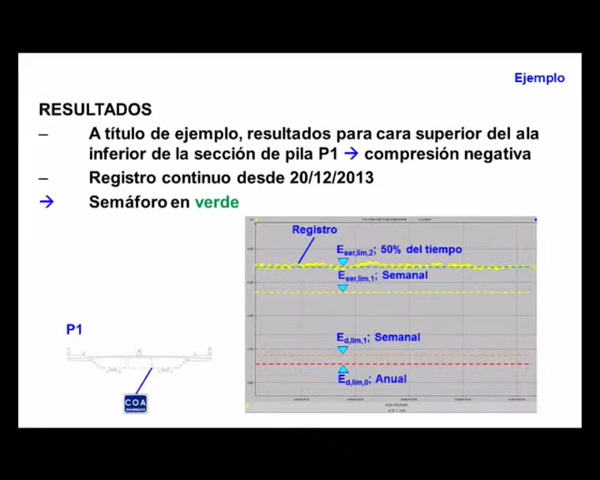 Ejemplo
RESULTADOS
– A título de ejemplo, resultados para cara superior del ala
inferior de la sección de pila P1 → compresión negativa
– Registro continuo desde 20/12/2013
→ Semáforo en verde
Registro
Eser,lim,2; 50% del tiempo
Eser,lim,1; Semanal
Ed,lim,1; Semanal
Ed,lim,0; Anual
P1
COA